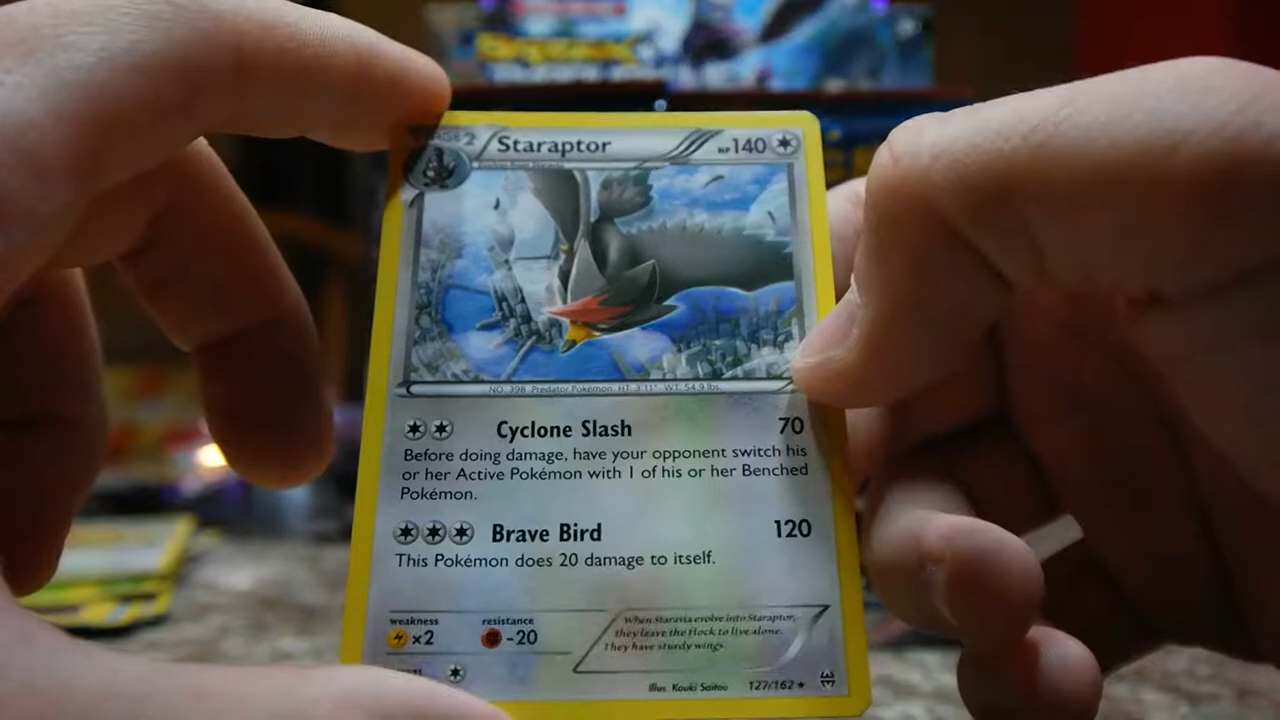 STAGE 2 Staraptor HP 140
NO. 398 Predator Pokémon HT: 3'11" WT: 54.9 lbs.
Cyclone Slash 70
Before doing damage, have your opponent switch his
or her Active Pokémon with 1 of his or her Benched
Pokémon.
Brave Bird 120
This Pokémon does 20 damage to itself.
weakness resistance
×2 -20
When Staravia evolve into Staraptor,
they leave the flock to live alone.
They have sturdy wings.
Illus. Kouki Saitou 127/162 ★